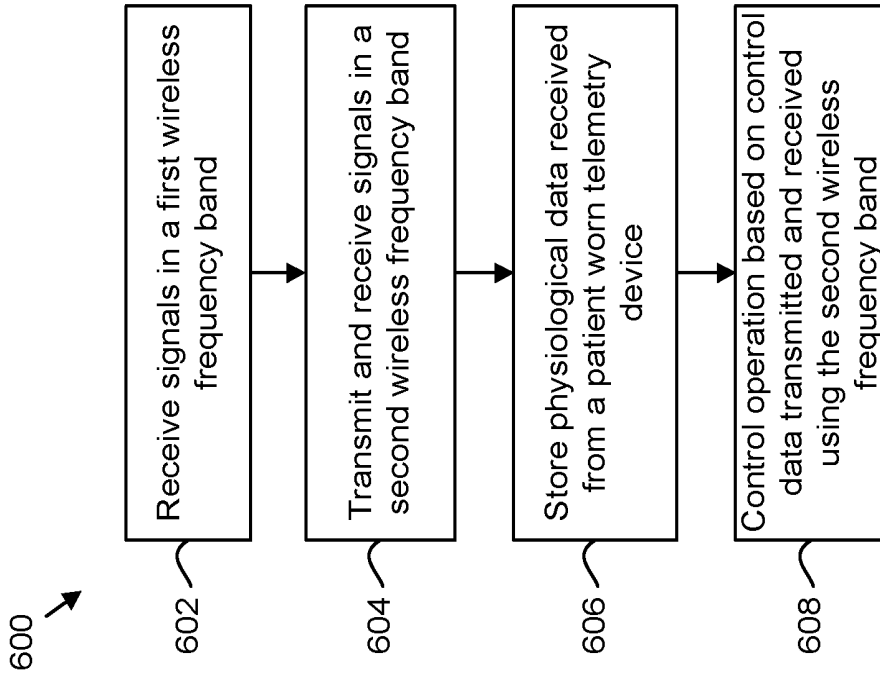 600
602
Receive signals in a first wireless
frequency band
604
Transmit and receive signals in a
second wireless frequency band
606
Store physiological data received
from a patient worn telemetry
device
608
Control operation based on control
data transmitted and received
using the second wireless
frequency band